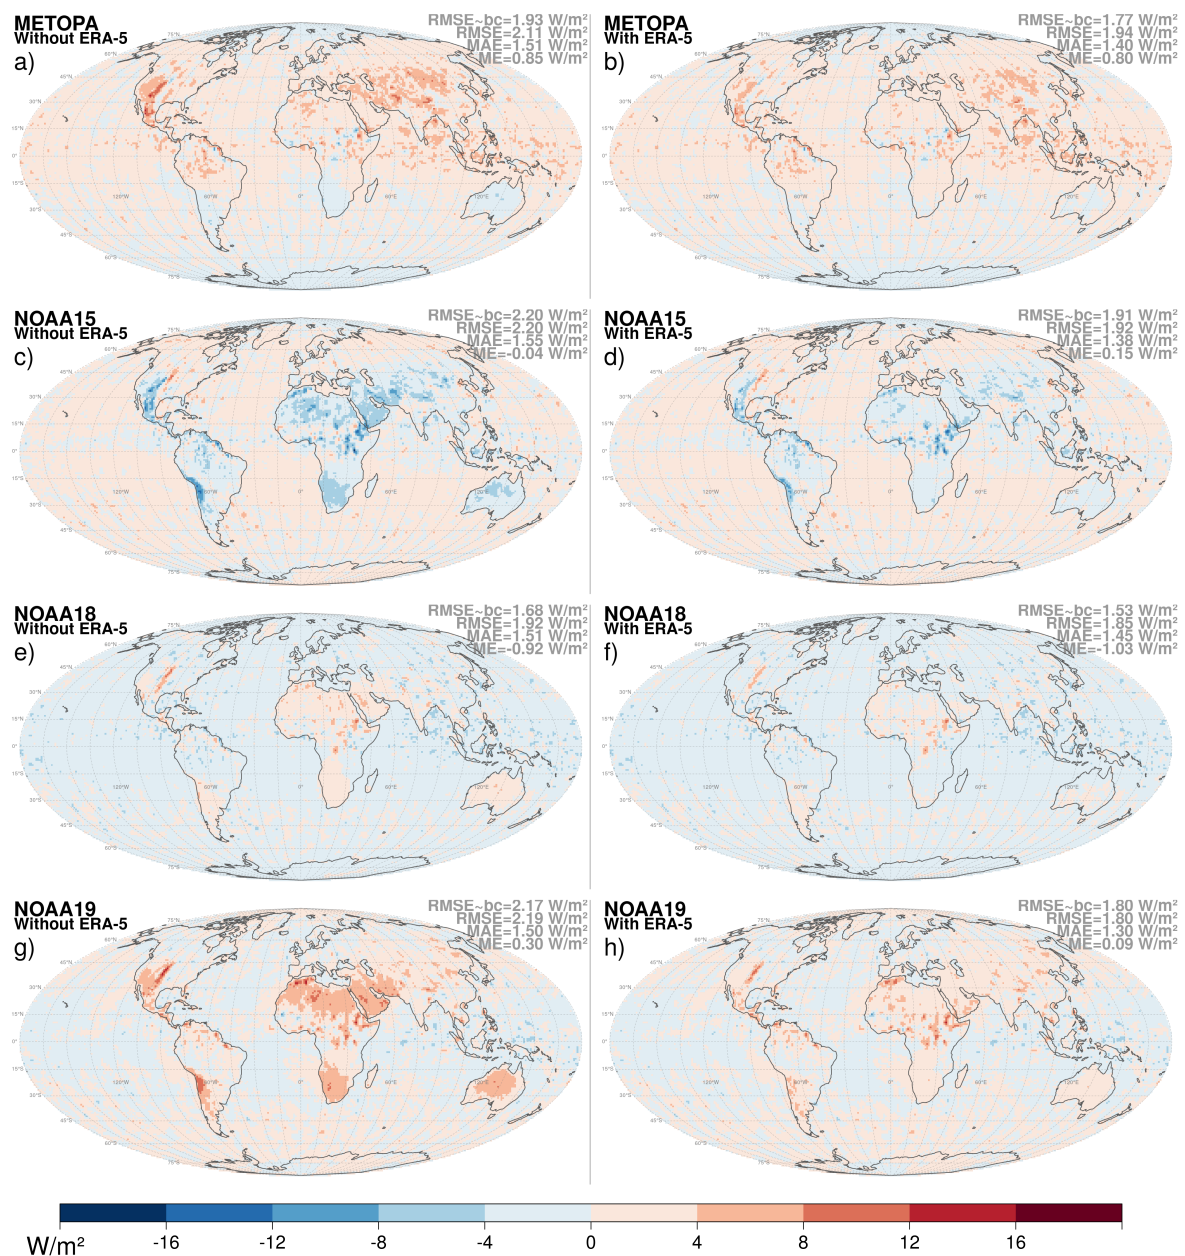 METOPA
Without ERA-5
a)
RMSE~bc=1.93 W/m²
RMSE=2.11 W/m²
MAE=1.51 W/m²
ME=0.85 W/m²
METOPA
With ERA-5
b)
RMSE~bc=1.77 W/m²
RMSE=1.94 W/m²
MAE=1.40 W/m²
ME=0.80 W/m²
NOAA15
Without ERA-5
c)
RMSE~bc=2.20 W/m²
RMSE=2.20 W/m²
MAE=1.55 W/m²
ME=-0.04 W/m²
NOAA15
With ERA-5
d)
RMSE~bc=1.91 W/m²
RMSE=1.92 W/m²
MAE=1.38 W/m²
ME=0.15 W/m²
NOAA18
Without ERA-5
e)
RMSE~bc=1.68 W/m²
RMSE=1.92 W/m²
MAE=1.51 W/m²
ME=-0.92 W/m²
NOAA18
With ERA-5
f)
RMSE~bc=1.53 W/m²
RMSE=1.85 W/m²
MAE=1.45 W/m²
ME=-1.03 W/m²
NOAA19
Without ERA-5
g)
RMSE~bc=2.17 W/m²
RMSE=2.19 W/m²
MAE=1.50 W/m²
ME=0.30 W/m²
NOAA19
With ERA-5
h)
RMSE~bc=1.80 W/m²
RMSE=1.80 W/m²
MAE=1.30 W/m²
ME=0.09 W/m²
W/m² -16 -12 -8 -4 0 4 8 12 16